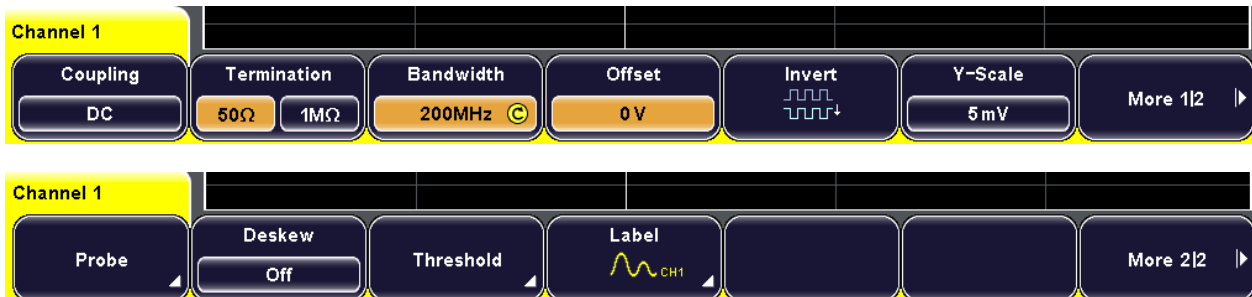 Channel 1
Coupling Termination Bandwidth Offset Invert Y-Scale More 1|2
DC 50Ω 1MΩ 200MHz 0 V 5 mV
Channel 1
Probe Deskew Threshold Label More 2|2
Off CH1